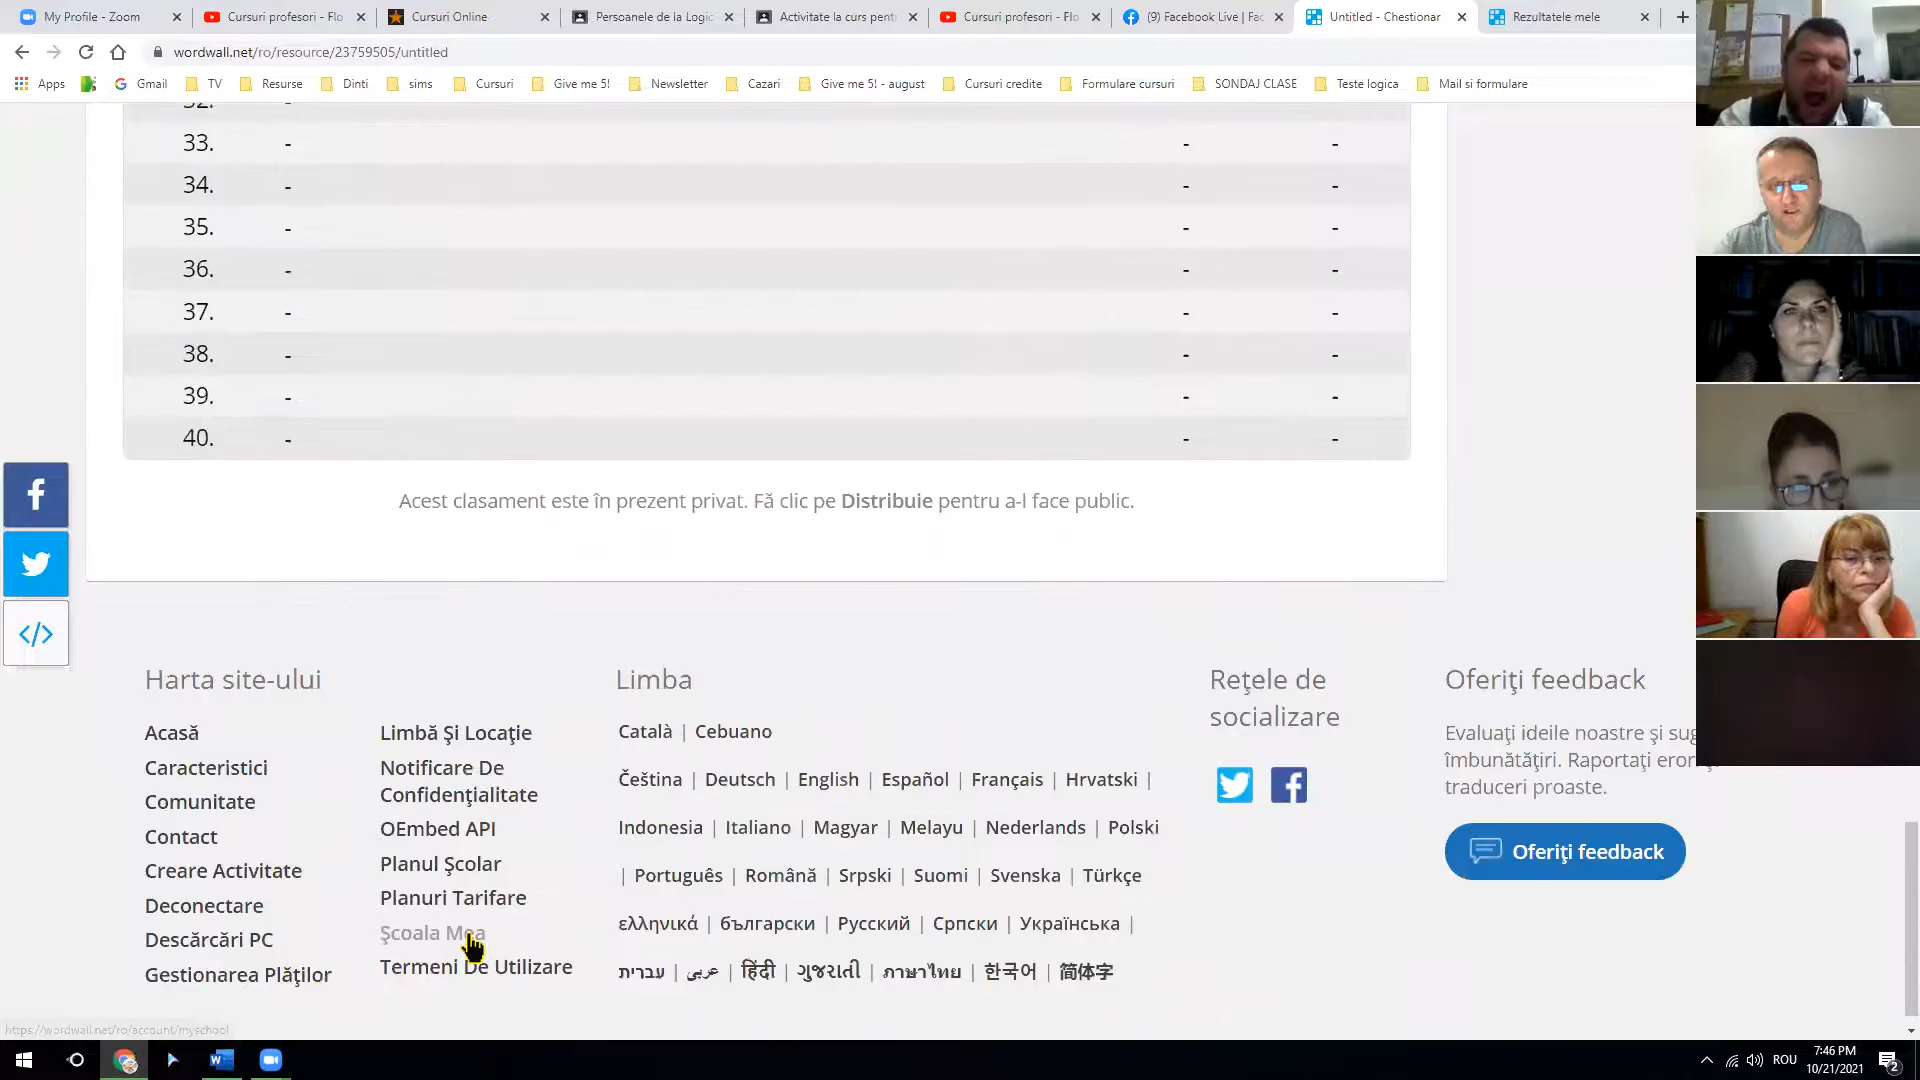 My Profile - Zoom
Cursuri profesori - Flo
Cursuri Online
Persoanele de la Logic
Activitate la curs pent
Cursuri profesori - Flo
(9) Facebook Live | Fac
Untitled - Chestionar
Rezultatele mele
wordwall.net/ro/resource/23759505/untitled
Apps
Gmail
TV
Resurse
Dinti
sims
Cursuri
Give me 5!
Newsletter
Cazari
Give me 5! - august
Cursuri credite
Formulare cursuri
SONDAJ CLASE
Teste logica
Mail si formulare
32. -
33. - - -
34. - - -
35. - - -
36. - - -
37. - - -
38. - - -
39. - - -
40. - - -
Acest clasament este în prezent privat. Fă clic pe Distribuie pentru a-l face public.
Harta site-ului
Acasă
Caracteristici
Comunitate
Contact
Creare Activitate
Deconectare
Descărcări PC
Gestionarea Plăţilor
Limbă Şi Locaţie
Notificare De
Confidenţialitate
OEmbed API
Planul Şcolar
Planuri Tarifare
Şcoala Mea
Termeni De Utilizare
Limba
Català | Cebuano
Čeština | Deutsch | English | Español | Français | Hrvatski |
Indonesia | Italiano | Magyar | Melayu | Nederlands | Polski
| Português | Română | Srpski | Suomi | Svenska | Türkçe
ελληνικά | български | Русский | Српски | Українська |
עברית | عربى | हिंदी | ગુજરાતી | ภาษาไทย | 한국어 | 简体字
Reţele de
socializare
Oferiţi feedback
Evaluaţi ideile noastre şi sug
îmbunătăţiri. Raportaţi erori ş
traduceri proaste.
Oferiţi feedback
https://wordwall.net/ro/account/myschool
ROU
7:46 PM
10/21/2021
2